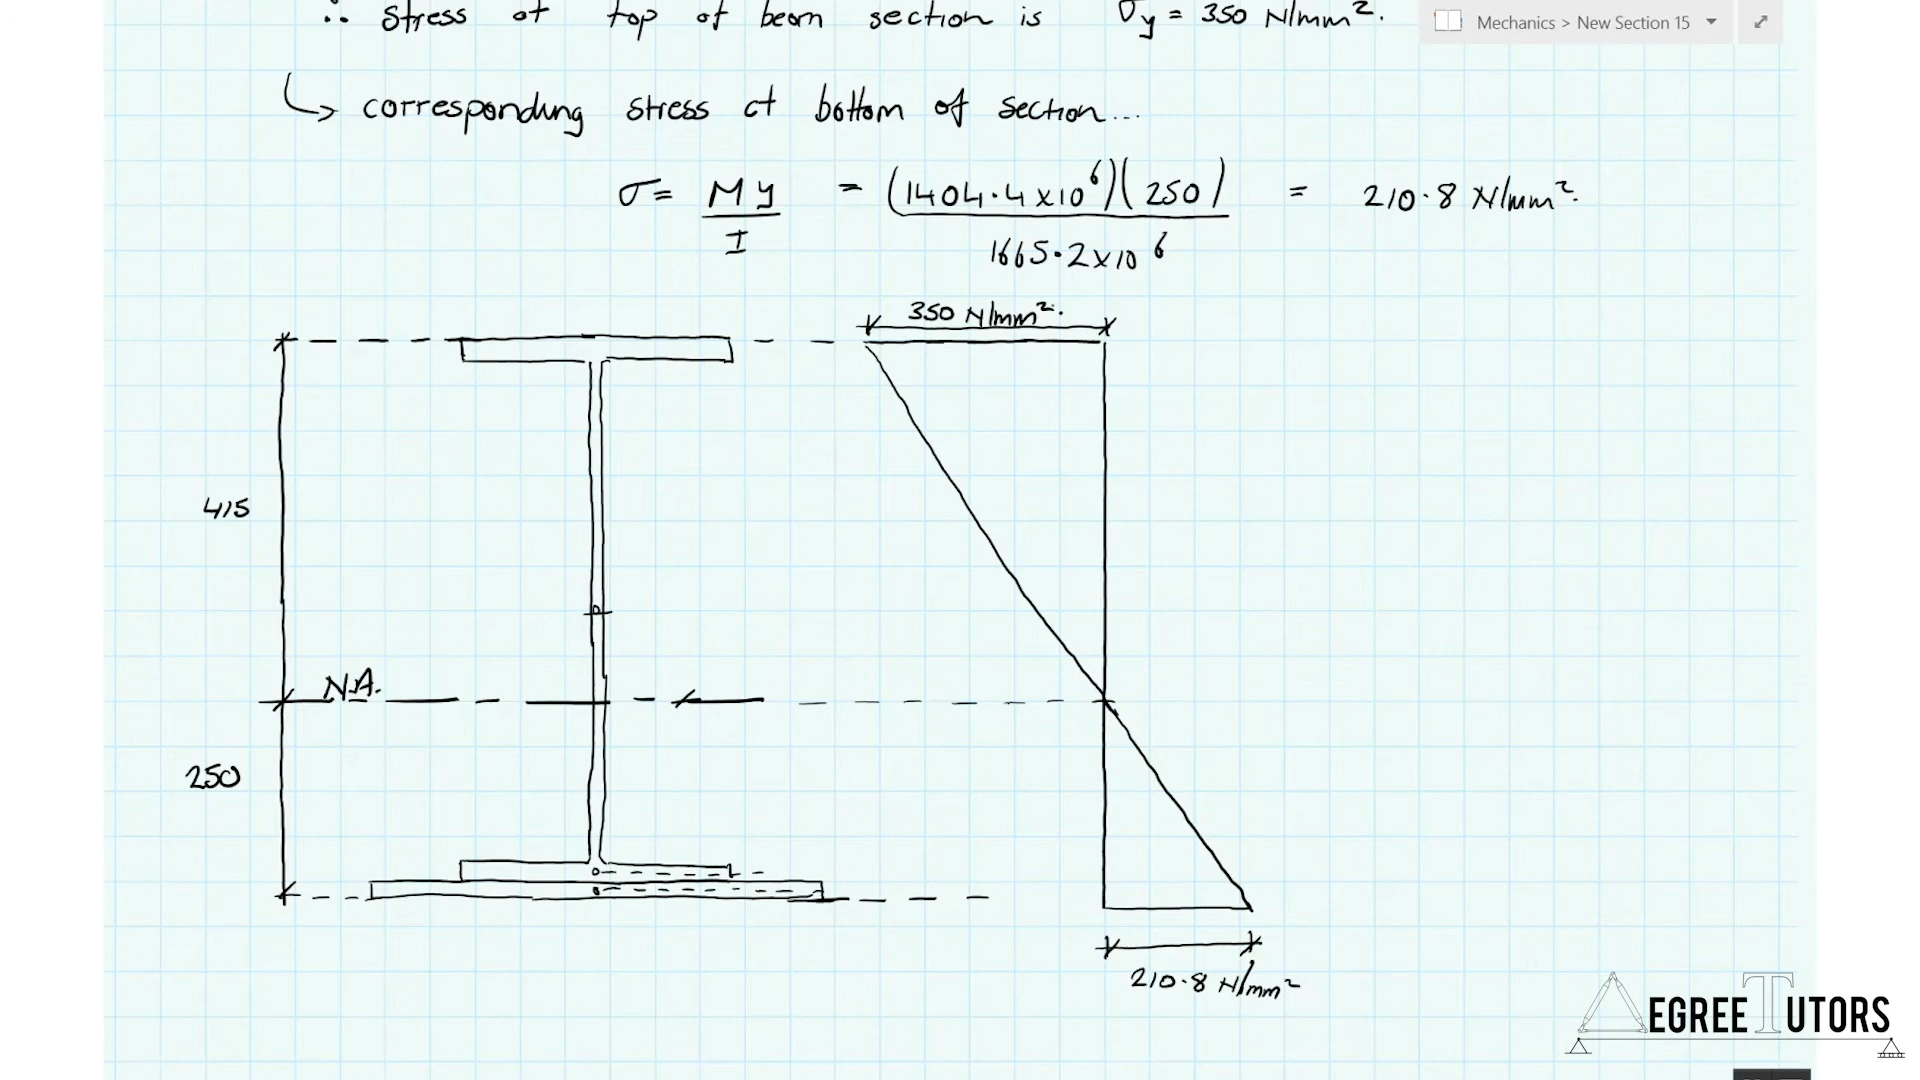 ∴ stress at top of beam section is σy = 350 N/mm².
Mechanics > New Section 15
↳ corresponding stress at bottom of section...
σ = My/I = (1404.4x10⁶)(250)/1665.2x10⁶ = 210.8 N/mm².
350 N/mm².
415
N.A.
250
210.8 N/mm²
DEGREE TUTORS